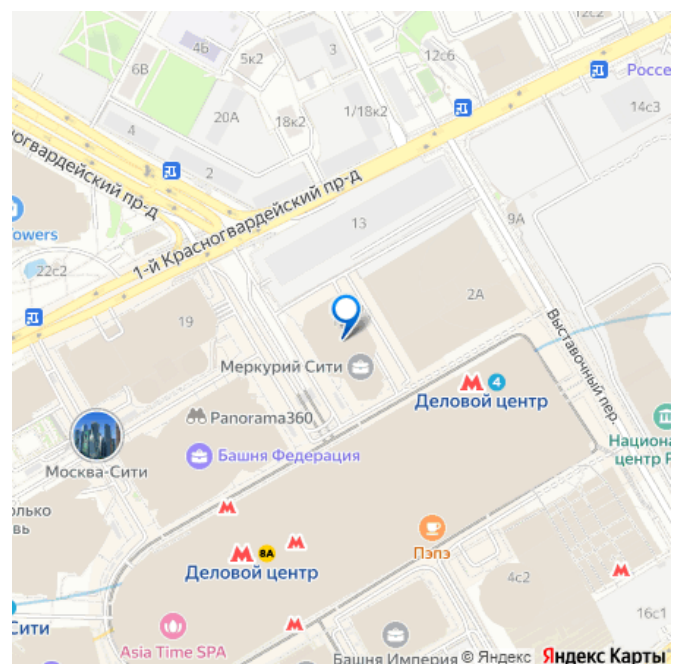 12с2
4Б
5к2
3
12с6
6В
Россе
14с3
20А
18к2
1/18к2
4
2
ногвардейский пр-д
1-й Красногвардейский пр-д
13
9А
owers
22с2
2А
19
Выставочный пер.
Меркурий Сити
4
Деловой центр
Panorama360
Национа
центр Р
Башня Федерация
Москва-Сити
олько
вь
8А
Деловой центр
Пэпэ
4с2
16с1
Сити
Asia Time SPA
Башня Империя
© Яндекс Яндекс Карты